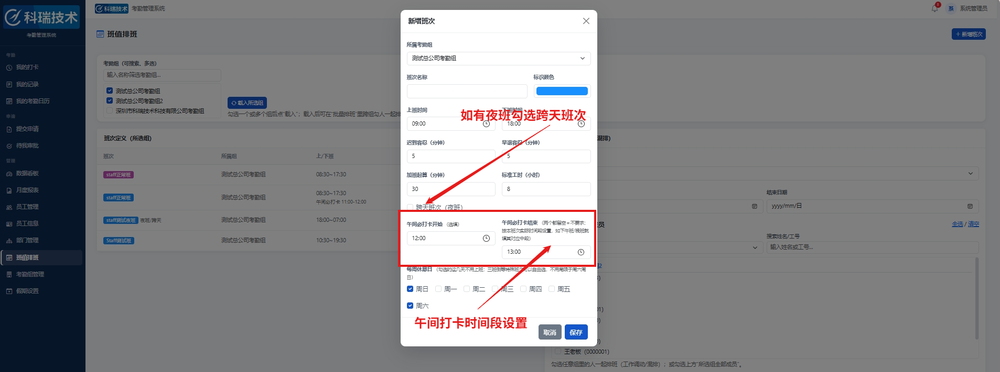 科瑞技术
考勤管理系统
考勤
我的打卡
我的记录
我的考勤日历
申请
提交申请
待我审批
管理
数据看板
月度报表
员工管理
员工信息
部门管理
班值排班
考勤组管理
假期设置
科瑞技术 考勤管理系统
3
系 系统管理员
班值排班
+ 新增班次
考勤组（可搜索、多选）
输入名称筛选考勤组...
测试总公司考勤组
测试总公司考勤组2
深圳市科瑞技术科技有限公司考勤组
载入所选组
勾选一个或多个组后点"载入"；载入后可在"批量排班"里跨组勾人一起排
班次定义（所选组）
班次 所属组 上/下班
staff正常班 测试总公司考勤组 08:30~17:30
staff正常班 测试总公司考勤组 08:30~17:30
午间必打卡 11:00-12:00
staff测试夜班 夜班/跨天 测试总公司考勤组 18:00~07:00
Staff测试班 测试总公司考勤组 10:30~19:30
新增班次
所属考勤组
测试总公司考勤组
班次名称 标识颜色
上班时间 下班时间
09:00 18:00
如有夜班勾选跨天班次
迟到容忍（分钟） 早退容忍（分钟）
5 5
加班起算（分钟） 标准工时（小时）
30 8
跨天班次（夜班）
午间必打卡开始 （选填）
12:00
午间必打卡结束 （两个都留空＝不要求；
按本班次实际时间段设置，如下午班/晚班就
填其对应中段）
13:00
每周休息日 （勾选的这几天不用上班；三班倒等特殊班次可以自由选，不用局限于周六周
日）
周日 周一 周二 周三 周四 周五
周六
午间打卡时间段设置
取消 保存
混排)
结束日期
yyyy/mm/日
员
全选 / 清空
搜索姓名/工号
输入姓名或工号...
组2
)
01)
)
)
王老板（0000001）
勾选任意组里的人一起排班（工作调动/混排）；或勾选上方"所选组全部成员"。